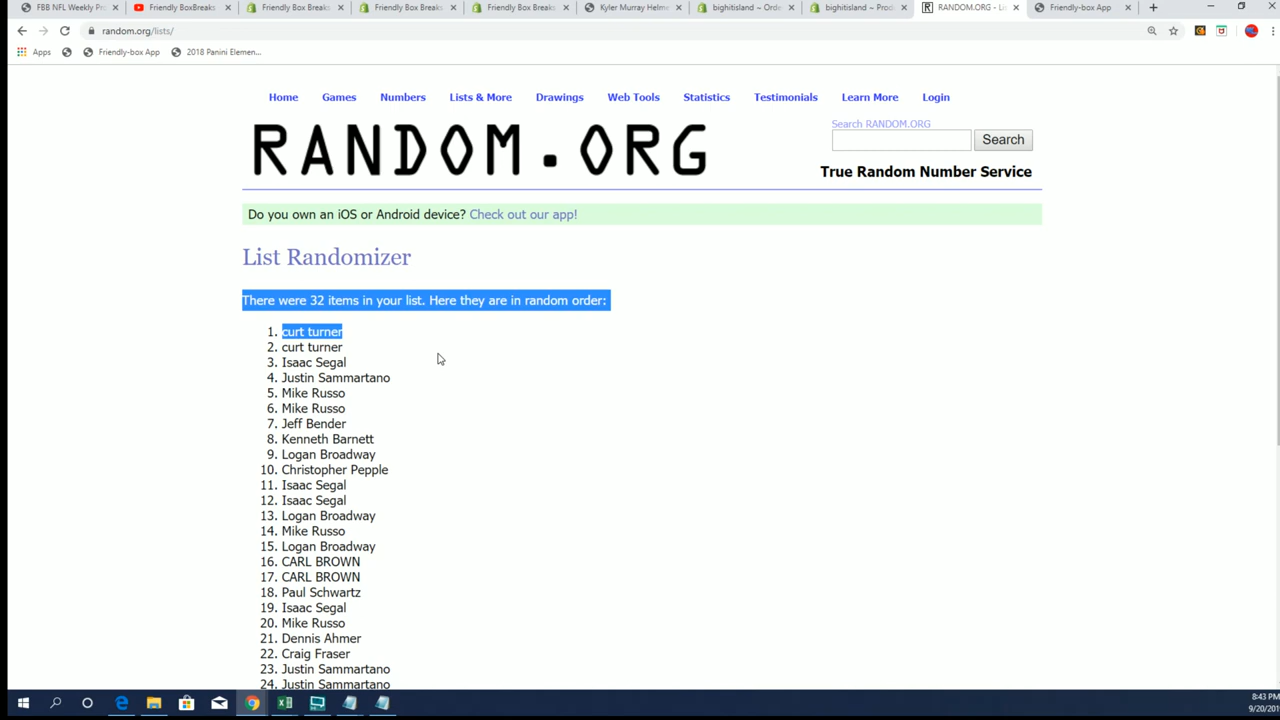 FBB NFL Weekly Pr
Friendly BoxBreaks
Friendly Box Breaks
Friendly Box Breaks
Friendly Box Breaks
Kyler Murray Helme
bighitisland ~ Orde
bighitisland ~ Prod
RANDOM.ORG - Lis
Friendly-box App
random.org/lists/
Apps
Friendly-box App
2018 Panini Elemen...
Home Games Numbers Lists & More Drawings Web Tools Statistics Testimonials Learn More Login
RANDOM.ORG
Search RANDOM.ORG
Search
True Random Number Service
Do you own an iOS or Android device? Check out our app!
List Randomizer
There were 32 items in your list. Here they are in random order:
1. curt turner
2. curt turner
3. Isaac Segal
4. Justin Sammartano
5. Mike Russo
6. Mike Russo
7. Jeff Bender
8. Kenneth Barnett
9. Logan Broadway
10. Christopher Pepple
11. Isaac Segal
12. Isaac Segal
13. Logan Broadway
14. Mike Russo
15. Logan Broadway
16. CARL BROWN
17. CARL BROWN
18. Paul Schwartz
19. Isaac Segal
20. Mike Russo
21. Dennis Ahmer
22. Craig Fraser
23. Justin Sammartano
24. Justin Sammartano
8:43 PM
9/20/201